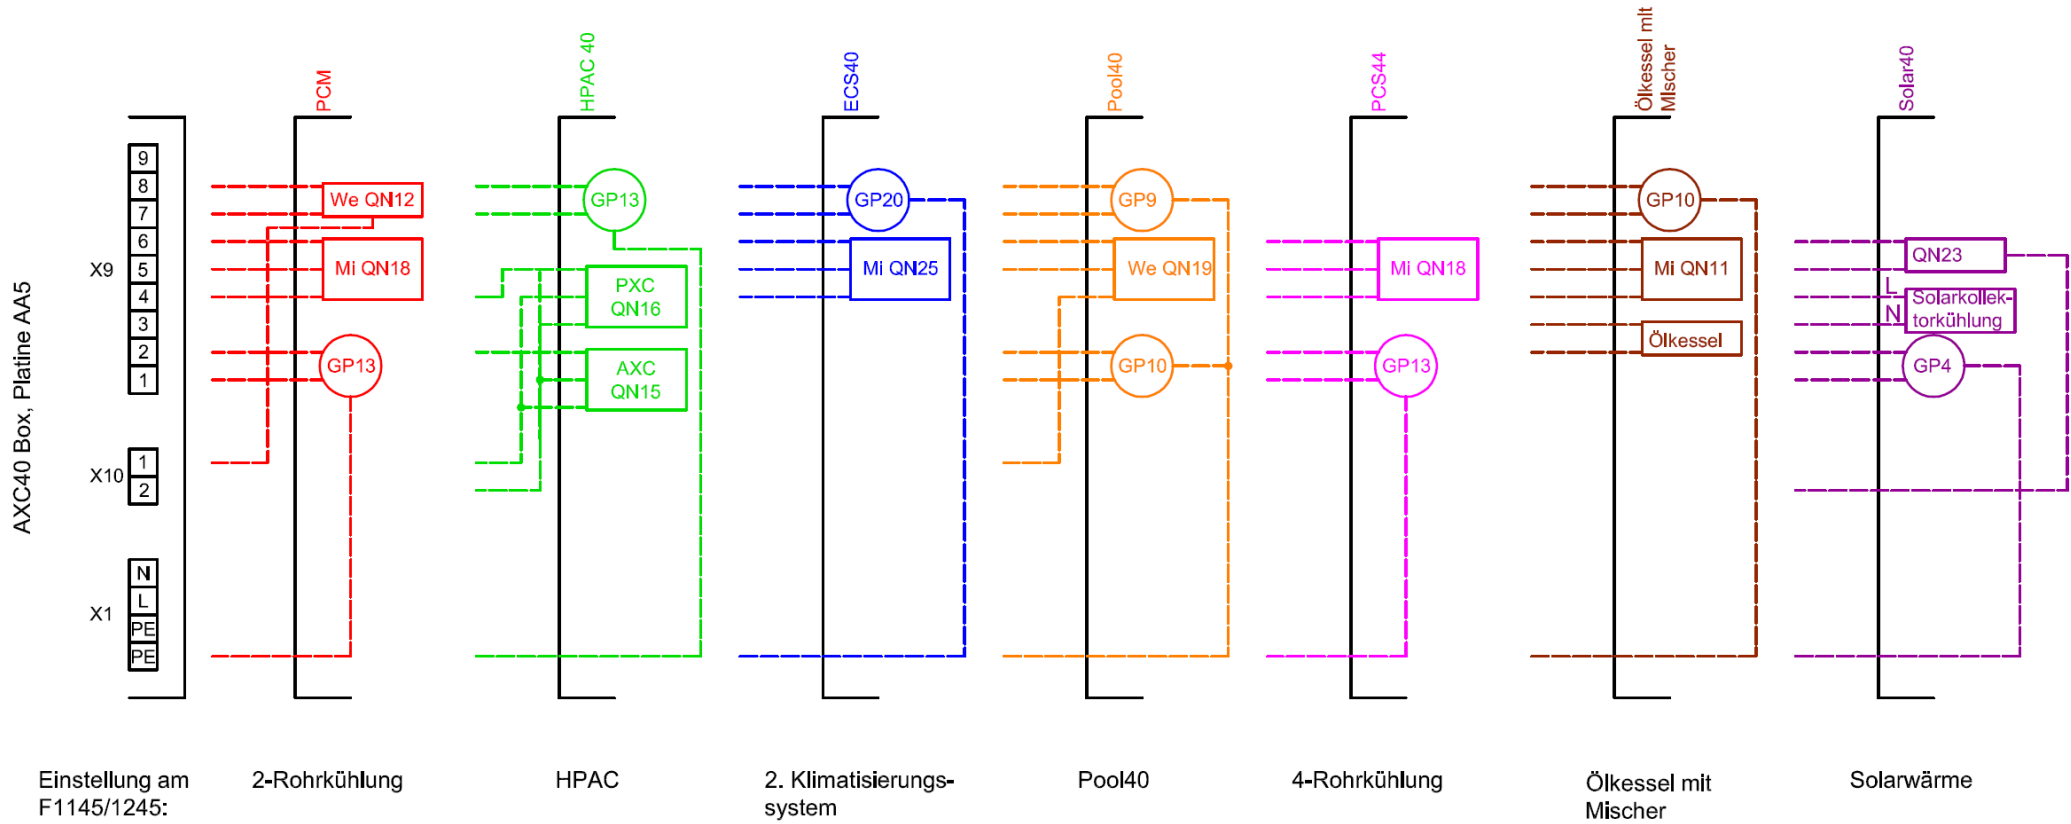 PCM
HPAC 40
ECS40
Pool40
PCS44
Ölkessel mit
Mischer
Solar40
AXC40 Box, Platine AA5
X9
9
8
7
6
5
4
3
2
1
X10
1
2
X1
N
L
PE
PE
We QN12
Mi QN18
GP13
GP13
PXC
QN16
AXC
QN15
GP20
Mi QN25
GP9
We QN19
GP10
Mi QN18
GP13
GP10
Mi QN11
Ölkessel
QN23
L
N
Solarkollek-
torkühlung
GP4
Einstellung am
F1145/1245:
2-Rohrkühlung
HPAC
2. Klimatisierungs-
system
Pool40
4-Rohrkühlung
Ölkessel mit
Mischer
Solarwärme